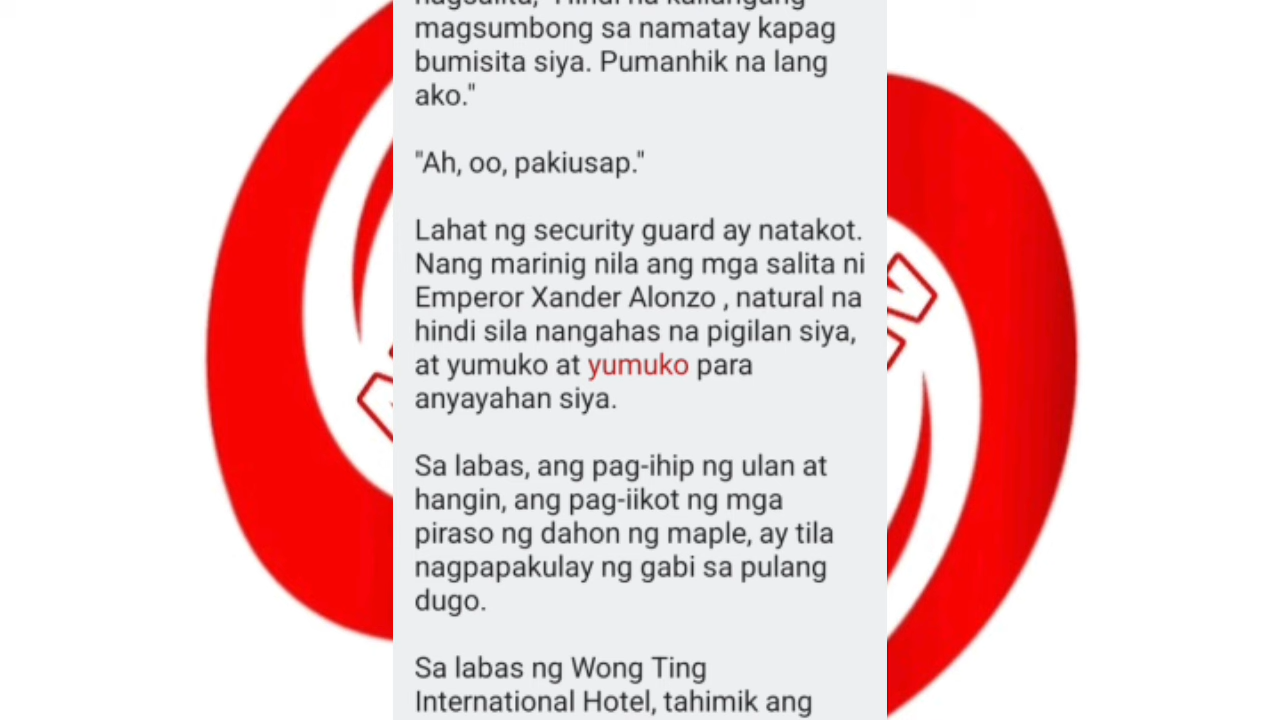 magsumbong sa namatay kapag
bumisita siya. Pumanhik na lang
ako."
"Ah, oo, pakiusap."
Lahat ng security guard ay natakot.
Nang marinig nila ang mga salita ni
Emperor Xander Alonzo , natural na
hindi sila nangahas na pigilan siya,
at yumuko at yumuko para
anyayahan siya.
Sa labas, ang pag-ihip ng ulan at
hangin, ang pag-iikot ng mga
piraso ng dahon ng maple, ay tila
nagpapakulay ng gabi sa pulang
dugo.
Sa labas ng Wong Ting
International Hotel, tahimik ang